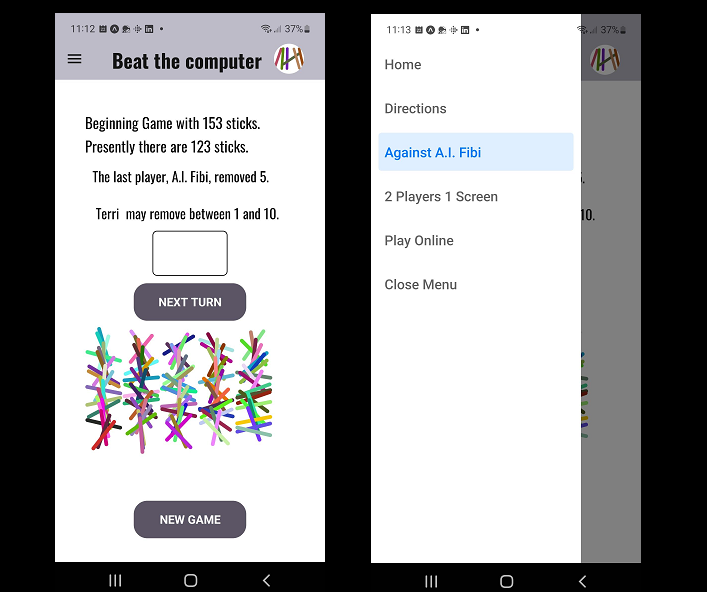 11:12
37%
Beat the computer
Beginning Game with 153 sticks.
Presently there are 123 sticks.
The last player, A.I. Fibi, removed 5.
Terri may remove between 1 and 10.
NEXT TURN
NEW GAME
11:13
37%
Home
Directions
Against A.I. Fibi
2 Players 1 Screen
Play Online
Close Menu
5.
10.